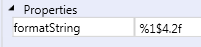 Properties
formatString %1$4.2f